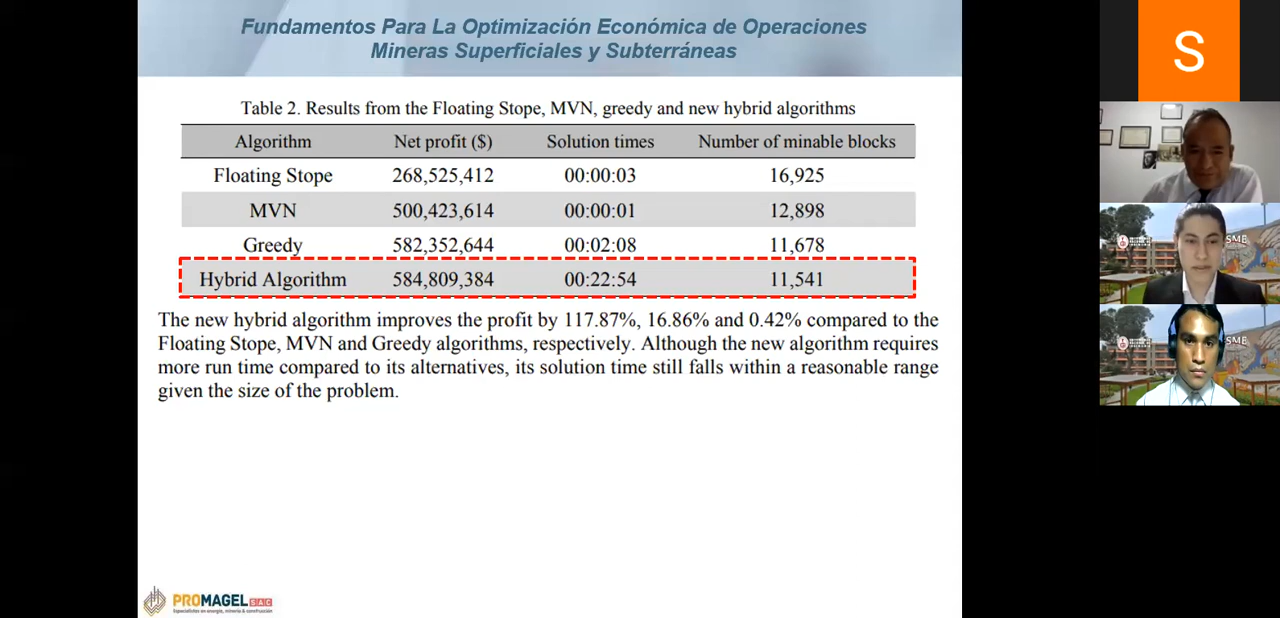 Fundamentos Para La Optimización Económica de Operaciones
Mineras Superficiales y Subterráneas
Table 2. Results from the Floating Stope, MVN, greedy and new hybrid algorithms
Algorithm Net profit ($) Solution times Number of minable blocks
Floating Stope 268,525,412 00:00:03 16,925
MVN 500,423,614 00:00:01 12,898
Greedy 582,352,644 00:02:08 11,678
Hybrid Algorithm 584,809,384 00:22:54 11,541
The new hybrid algorithm improves the profit by 117.87%, 16.86% and 0.42% compared to the
Floating Stope, MVN and Greedy algorithms, respectively. Although the new algorithm requires
more run time compared to its alternatives, its solution time still falls within a reasonable range
given the size of the problem.
PROMAGEL SAC
Especialistas en energía, minería & construcción
S
SME
SME